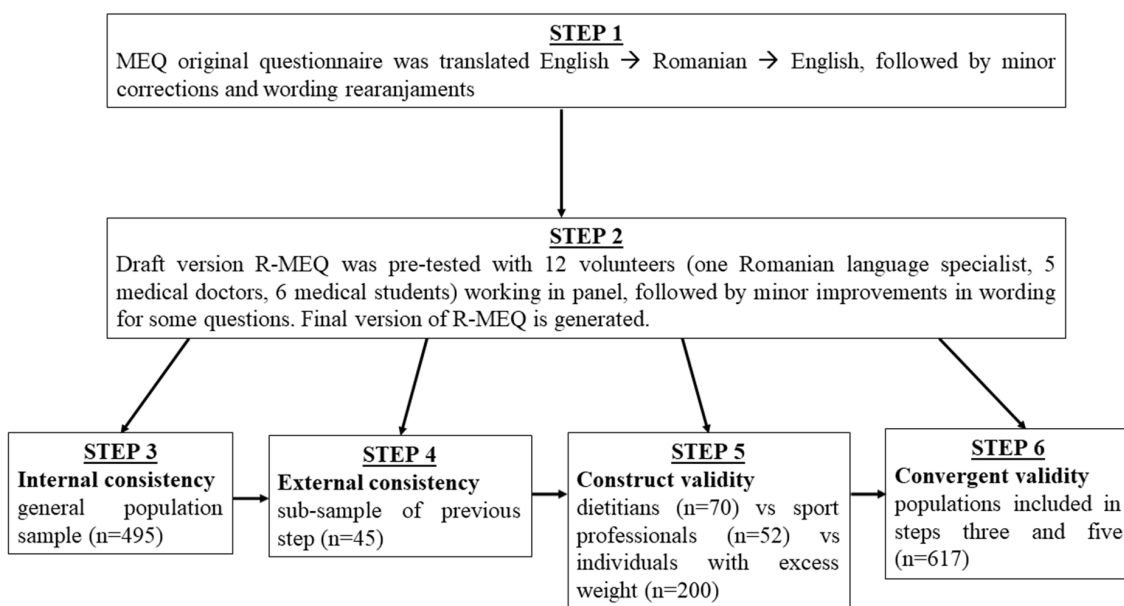 STEP 1
MEQ original questionnaire was translated English → Romanian → English, followed by minor
corrections and wording rearanjaments
STEP 2
Draft version R-MEQ was pre-tested with 12 volunteers (one Romanian language specialist, 5
medical doctors, 6 medical students) working in panel, followed by minor improvements in wording
for some questions. Final version of R-MEQ is generated.
STEP 3
Internal consistency
general population
sample (n=495)
STEP 4
External consistency
sub-sample of previous
step (n=45)
STEP 5
Construct validity
dietitians (n=70) vs sport
professionals (n=52) vs
individuals with excess
weight (n=200)
STEP 6
Convergent validity
populations included in
steps three and five
(n=617)